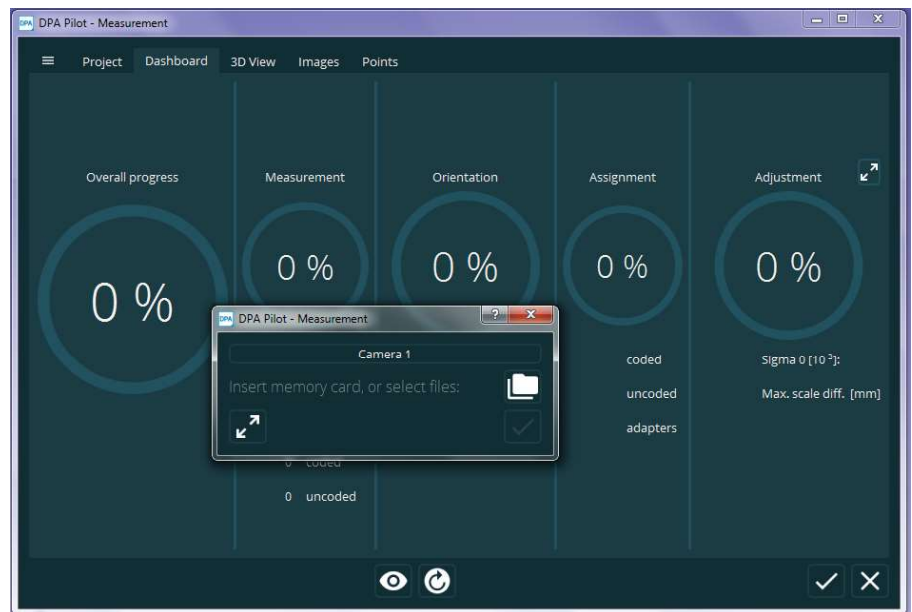 DPA DPA Pilot - Measurement
Project Dashboard 3D View Images Points
Overall progress
0 %
Measurement
0 %
Orientation
0 %
Assignment
0 %
Adjustment
0 %
DPA DPA Pilot - Measurement
Camera 1
Insert memory card, or select files:
0 coded
0 uncoded
coded
uncoded
adapters
Sigma 0 [10⁻³]:
Max. scale diff. [mm]